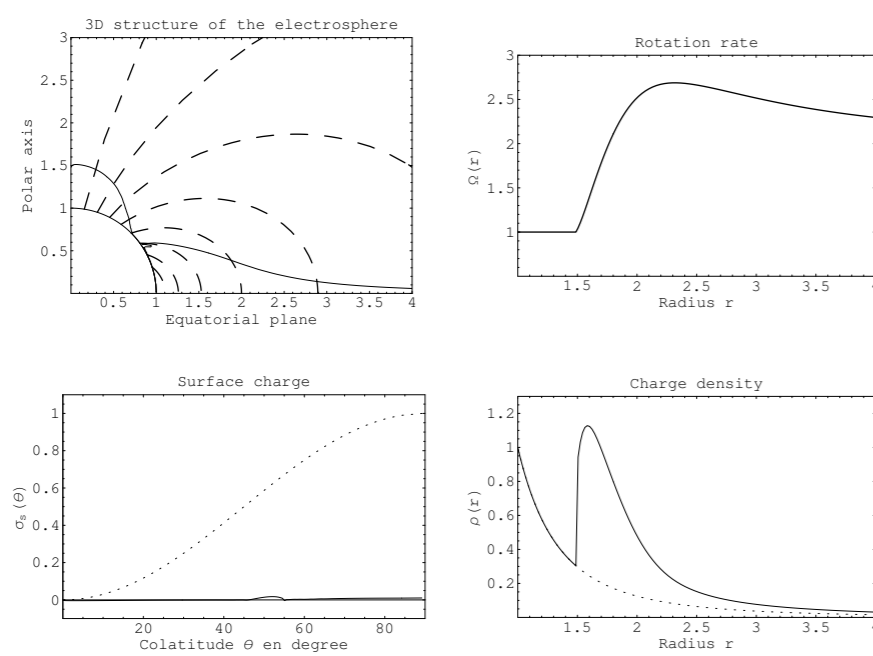 3D structure of the electrosphere
3
2.5
2
1.5
1
0.5
Polar axis
0.5 1 1.5 2 2.5 3 3.5 4
Equatorial plane
Rotation rate
3
2.5
2
1.5
1
Ω(r)
1.5 2 2.5 3 3.5 4
Radius r
Surface charge
1
0.8
0.6
0.4
0.2
0
σs(θ)
20 40 60 80
Colatitude θ en degree
Charge density
1.2
1
0.8
0.6
0.4
0.2
ρ(r)
1.5 2 2.5 3 3.5 4
Radius r